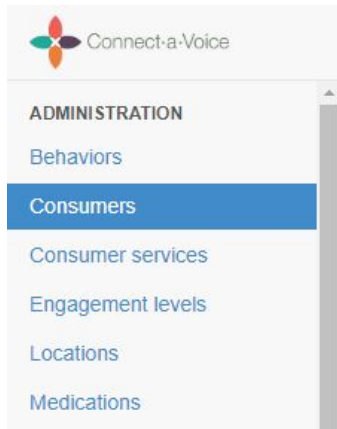 Connect·a·Voice
ADMINISTRATION
Behaviors
Consumers
Consumer services
Engagement levels
Locations
Medications